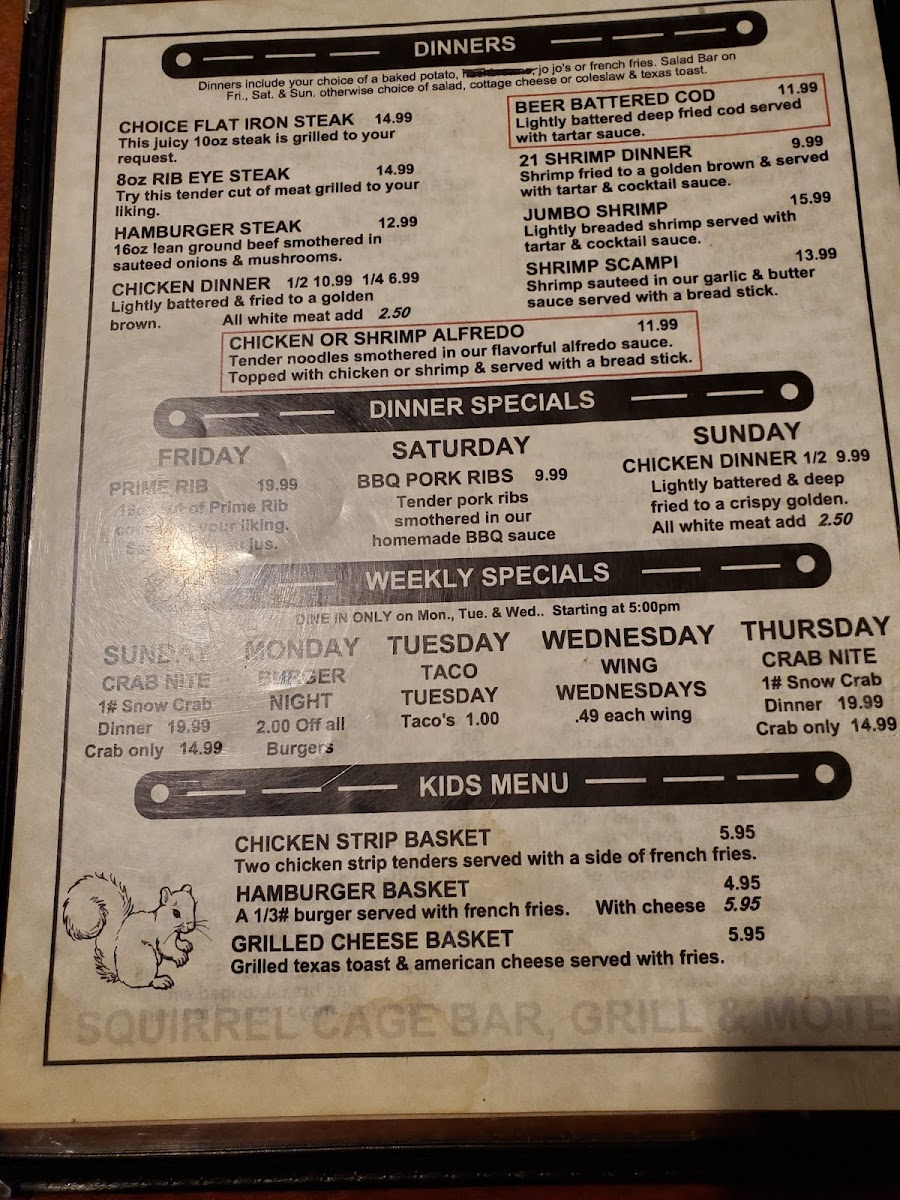 DINNERS
Dinners include your choice of a baked potato, hashbrowns, jo jo's or french fries. Salad Bar on
Fri., Sat. & Sun. otherwise choice of salad, cottage cheese or coleslaw & texas toast.
CHOICE FLAT IRON STEAK 14.99
This juicy 10oz steak is grilled to your
request.
8oz RIB EYE STEAK 14.99
Try this tender cut of meat grilled to your
liking.
HAMBURGER STEAK 12.99
16oz lean ground beef smothered in
sauteed onions & mushrooms.
CHICKEN DINNER 1/2 10.99 1/4 6.99
Lightly battered & fried to a golden
brown. All white meat add 2.50
BEER BATTERED COD 11.99
Lightly battered deep fried cod served
with tartar sauce.
21 SHRIMP DINNER 9.99
Shrimp fried to a golden brown & served
with tartar & cocktail sauce.
JUMBO SHRIMP 15.99
Lightly breaded shrimp served with
tartar & cocktail sauce.
SHRIMP SCAMPI 13.99
Shrimp sauteed in our garlic & butter
sauce served with a bread stick.
CHICKEN OR SHRIMP ALFREDO 11.99
Tender noodles smothered in our flavorful alfredo sauce.
Topped with chicken or shrimp & served with a bread stick.
DINNER SPECIALS
FRIDAY
PRIME RIB 19.99
of Prime Rib
your liking.
jus.
SATURDAY
BBQ PORK RIBS 9.99
Tender pork ribs
smothered in our
homemade BBQ sauce
SUNDAY
CHICKEN DINNER 1/2 9.99
Lightly battered & deep
fried to a crispy golden.
All white meat add 2.50
WEEKLY SPECIALS
DINE IN ONLY on Mon., Tue. & Wed.. Starting at 5:00pm
SUNDAY
CRAB NITE
1# Snow Crab
Dinner 19.99
Crab only 14.99
MONDAY
BURGER
NIGHT
2.00 Off all
Burgers
TUESDAY
TACO
TUESDAY
Taco's 1.00
WEDNESDAY
WING
WEDNESDAYS
.49 each wing
THURSDAY
CRAB NITE
1# Snow Crab
Dinner 19.99
Crab only 14.99
KIDS MENU
CHICKEN STRIP BASKET 5.95
Two chicken strip tenders served with a side of french fries.
HAMBURGER BASKET 4.95
A 1/3# burger served with french fries. With cheese 5.95
GRILLED CHEESE BASKET 5.95
Grilled texas toast & american cheese served with fries.
SQUIRREL CAGE BAR, GRILL & MOTE